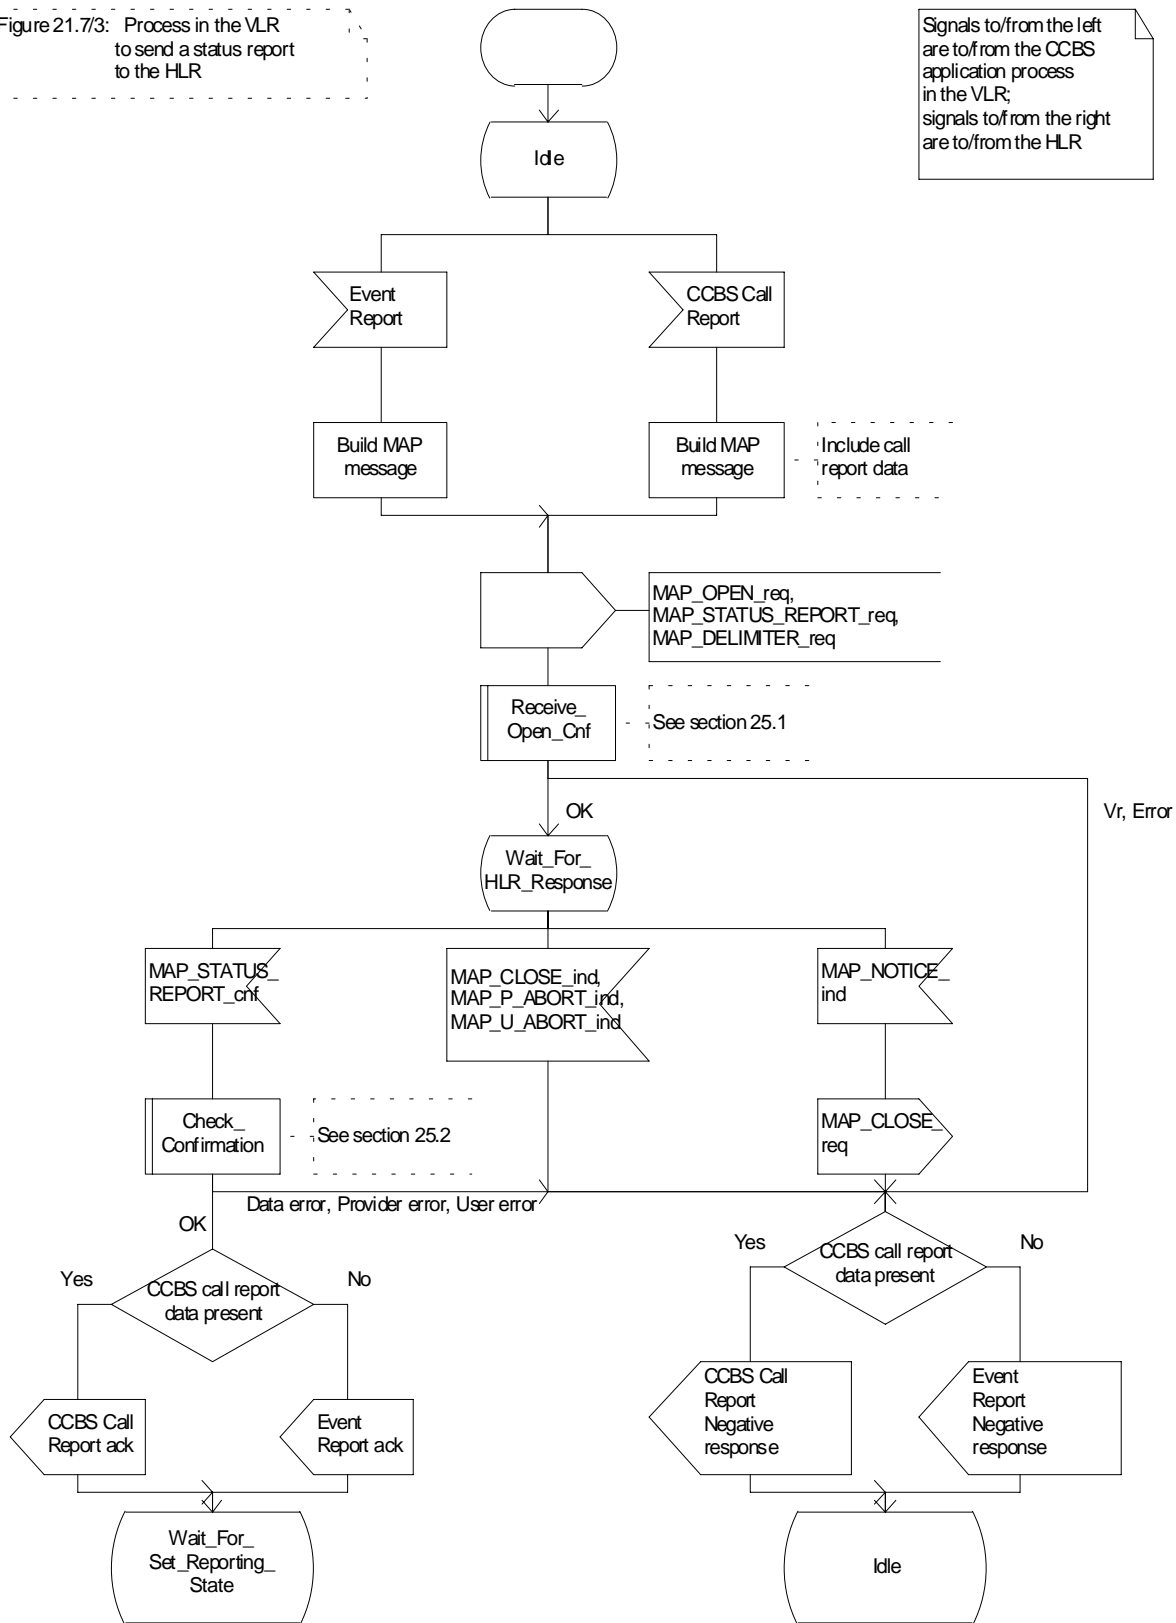 Figure 21.7/3: Process in the VLR
to send a status report
to the HLR
Signals to/from the left
are to/from the CCBS
application process
in the VLR;
signals to/from the right
are to/from the HLR
Idle
Event
Report
CCBS Call
Report
Build MAP
message
Build MAP
message
Include call
report data
MAP_OPEN_req,
MAP_STATUS_REPORT_req,
MAP_DELIMITER_req
Receive_
Open_Cnf
See section 25.1
OK
Vr, Error
Wait_For_
HLR_Response
MAP_STATUS_
REPORT_cnf
MAP_CLOSE_ind,
MAP_P_ABORT_ind,
MAP_U_ABORT_ind
MAP_NOTICE_
ind
Check_
Confirmation
See section 25.2
MAP_CLOSE_
req
Data error, Provider error, User error
OK
Yes
CCBS call report
data present
No
Yes
CCBS call report
data present
No
CCBS Call
Report ack
Event
Report ack
CCBS Call
Report
Negative
response
Event
Report
Negative
response
Wait_For_
Set_Reporting_
State
Idle